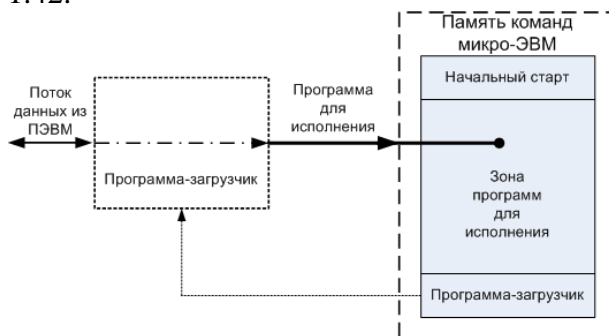 1.42.
Память команд
микро-ЭВМ
Начальный старт
Поток
данных из
ПЭВМ
Программа
для
исполнения
Программа-загрузчик
Зона
программ
для
исполнения
Программа-загрузчик